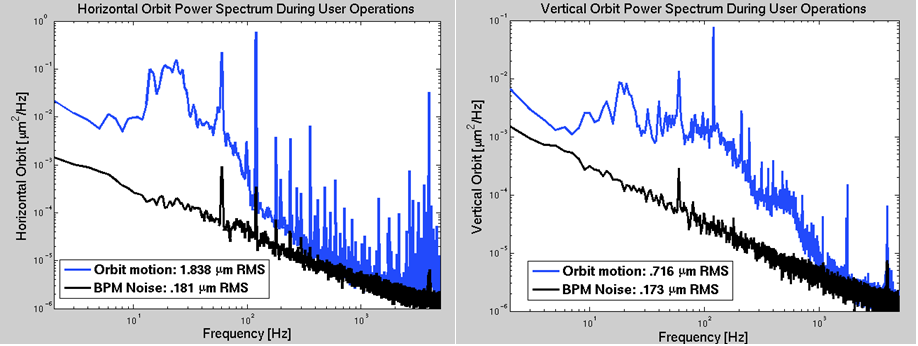 Horizontal Orbit Power Spectrum During User Operations
10⁰
10⁻¹
10⁻²
10⁻³
10⁻⁴
10⁻⁵
10⁻⁶
Horizontal Orbit [μm²/Hz]
Orbit motion: 1.838 μm RMS
BPM Noise: .181 μm RMS
10¹ 10² 10³
Frequency [Hz]
Vertical Orbit Power Spectrum During User Operations
10⁻¹
10⁻²
10⁻³
10⁻⁴
10⁻⁵
10⁻⁶
Vertical Orbit [μm²/Hz]
Orbit motion: .716 μm RMS
BPM Noise: .173 μm RMS
10¹ 10² 10³
Frequency [Hz]